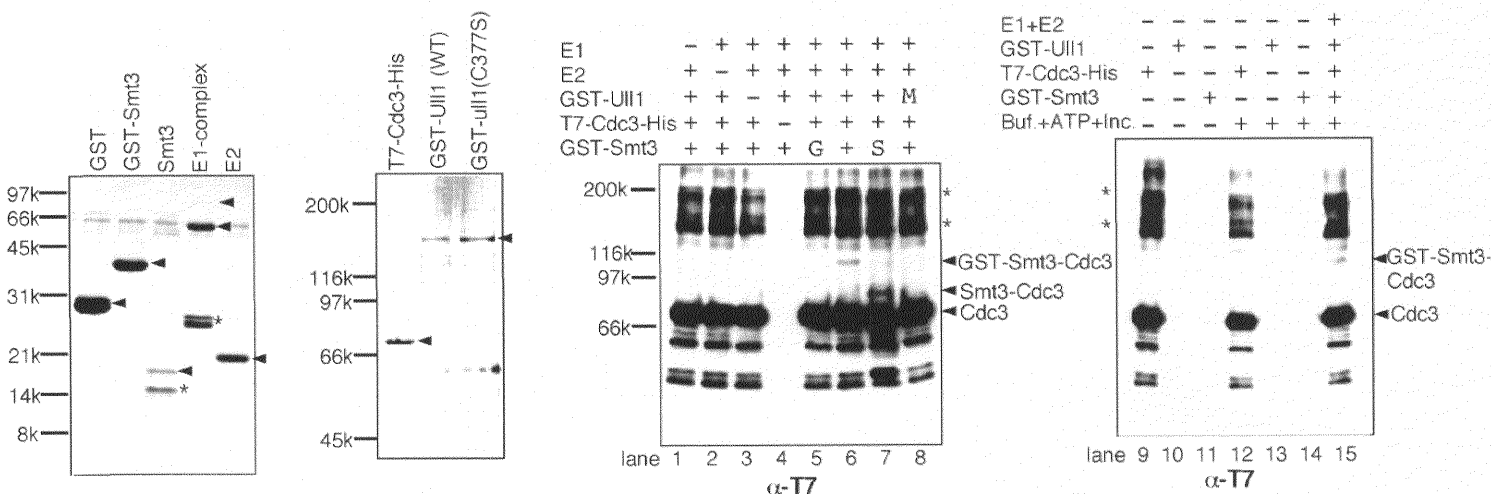 GST
GST-Smt3
Smt3
E1-complex
E2
97k
66k
45k
31k
21k
14k
8k
*
*
T7-Cdc3-His
GST-Ull1 (WT)
GST-ull1(C377S)
200k
116k
97k
66k
45k
E1 − + + + + + + +
E2 + − + + + + + +
GST-Ull1 + + − + + + + M
T7-Cdc3-His + + + − + + + +
GST-Smt3 + + + + G + S +
200k
116k
97k
66k
*
*
GST-Smt3-Cdc3
Smt3-Cdc3
Cdc3
lane 1 2 3 4 5 6 7 8
α-T7
E1+E2 − − − − − − +
GST-Ull1 − + − − + − +
T7-Cdc3-His + − − + − − +
GST-Smt3 − − + − − + +
Buf.+ATP+Inc. − − − + + + +
*
*
GST-Smt3-
Cdc3
Cdc3
lane 9 10 11 12 13 14 15
α-T7